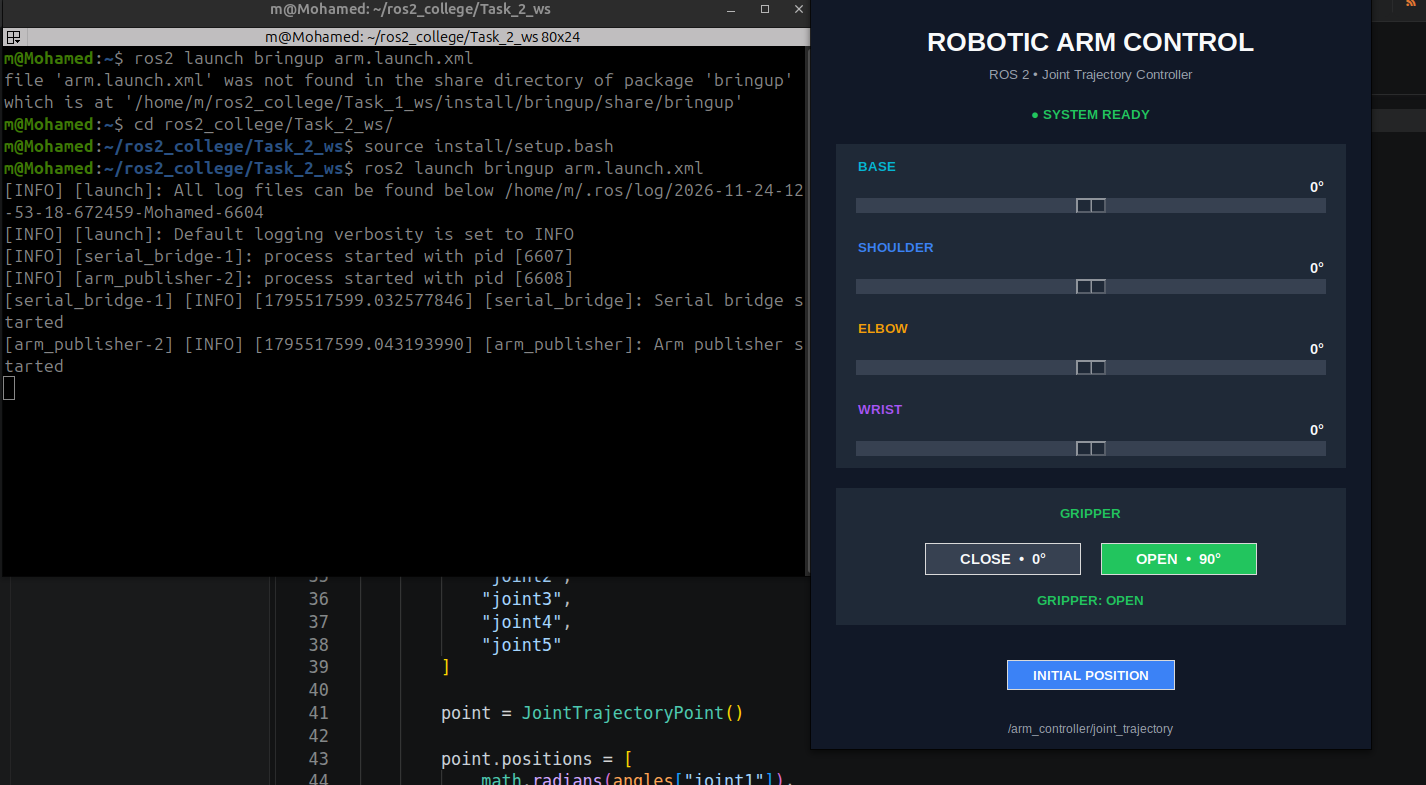 m@Mohamed: ~/ros2_college/Task_2_ws
m@Mohamed: ~/ros2_college/Task_2_ws 80x24
m@Mohamed:~$ ros2 launch bringup arm.launch.xml
file 'arm.launch.xml' was not found in the share directory of package 'bringup'
which is at '/home/m/ros2_college/Task_1_ws/install/bringup/share/bringup'
m@Mohamed:~$ cd ros2_college/Task_2_ws/
m@Mohamed:~/ros2_college/Task_2_ws$ source install/setup.bash
m@Mohamed:~/ros2_college/Task_2_ws$ ros2 launch bringup arm.launch.xml
[INFO] [launch]: All log files can be found below /home/m/.ros/log/2026-11-24-12
-53-18-672459-Mohamed-6604
[INFO] [launch]: Default logging verbosity is set to INFO
[INFO] [serial_bridge-1]: process started with pid [6607]
[INFO] [arm_publisher-2]: process started with pid [6608]
[serial_bridge-1] [INFO] [1795517599.032577846] [serial_bridge]: Serial bridge s
tarted
[arm_publisher-2] [INFO] [1795517599.043193990] [arm_publisher]: Arm publisher s
tarted
35 "joint2",
36 "joint3",
37 "joint4",
38 "joint5"
39 ]
40
41 point = JointTrajectoryPoint()
42
43 point.positions = [
44 math.radians(angles["joint1"]),
ROBOTIC ARM CONTROL
ROS 2 • Joint Trajectory Controller
● SYSTEM READY
BASE
0°
SHOULDER
0°
ELBOW
0°
WRIST
0°
GRIPPER
CLOSE • 0°
OPEN • 90°
GRIPPER: OPEN
INITIAL POSITION
/arm_controller/joint_trajectory